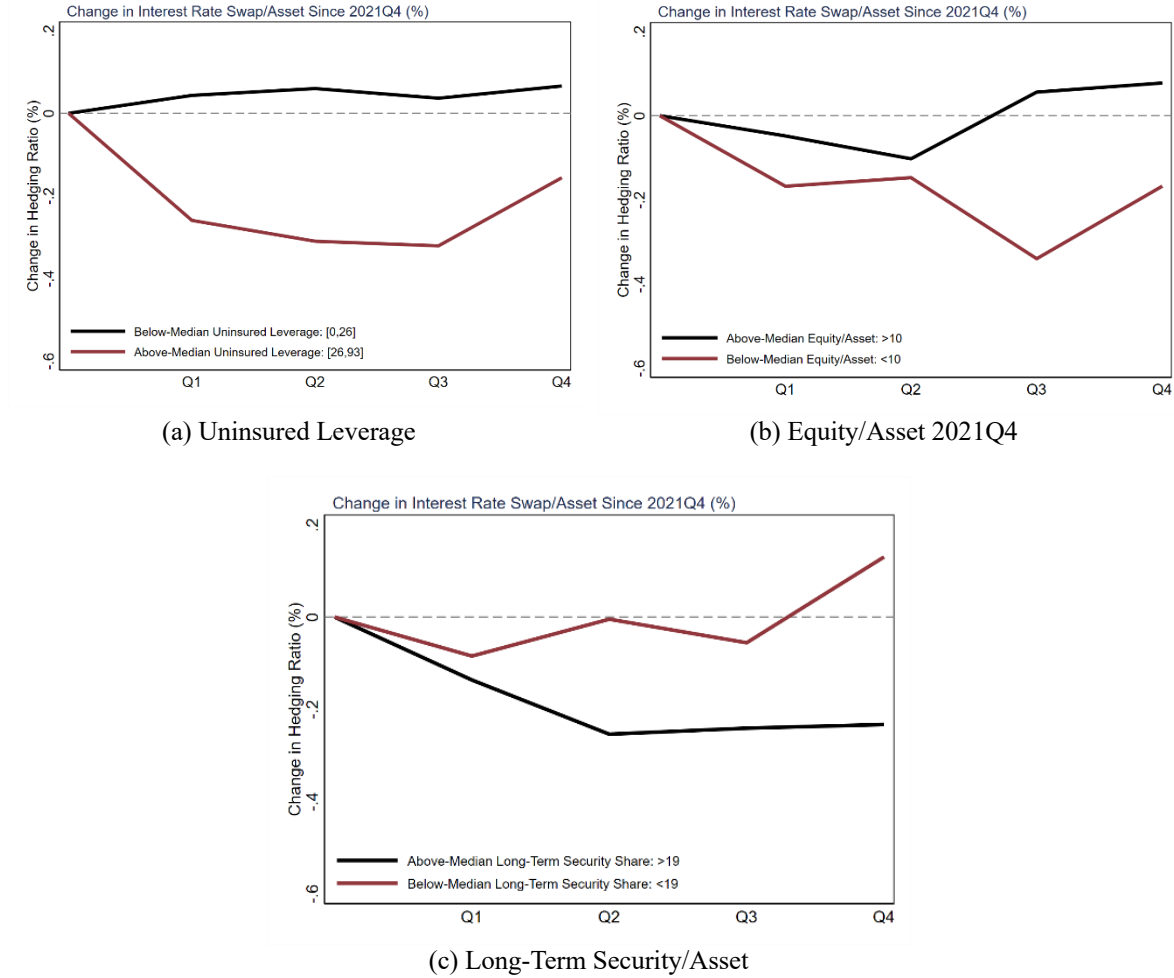 Change in Interest Rate Swap/Asset Since 2021Q4 (%)
Change in Hedging Ratio (%)
.2
0
-.2
-.4
-.6
Below-Median Uninsured Leverage: [0,26]
Above-Median Uninsured Leverage: [26,93]
Q1 Q2 Q3 Q4
(a) Uninsured Leverage
Change in Interest Rate Swap/Asset Since 2021Q4 (%)
Change in Hedging Ratio (%)
.2
0
-.2
-.4
-.6
Above-Median Equity/Asset: >10
Below-Median Equity/Asset: <10
Q1 Q2 Q3 Q4
(b) Equity/Asset 2021Q4
Change in Interest Rate Swap/Asset Since 2021Q4 (%)
Change in Hedging Ratio (%)
.2
0
-.2
-.4
-.6
Above-Median Long-Term Security Share: >19
Below-Median Long-Term Security Share: <19
Q1 Q2 Q3 Q4
(c) Long-Term Security/Asset